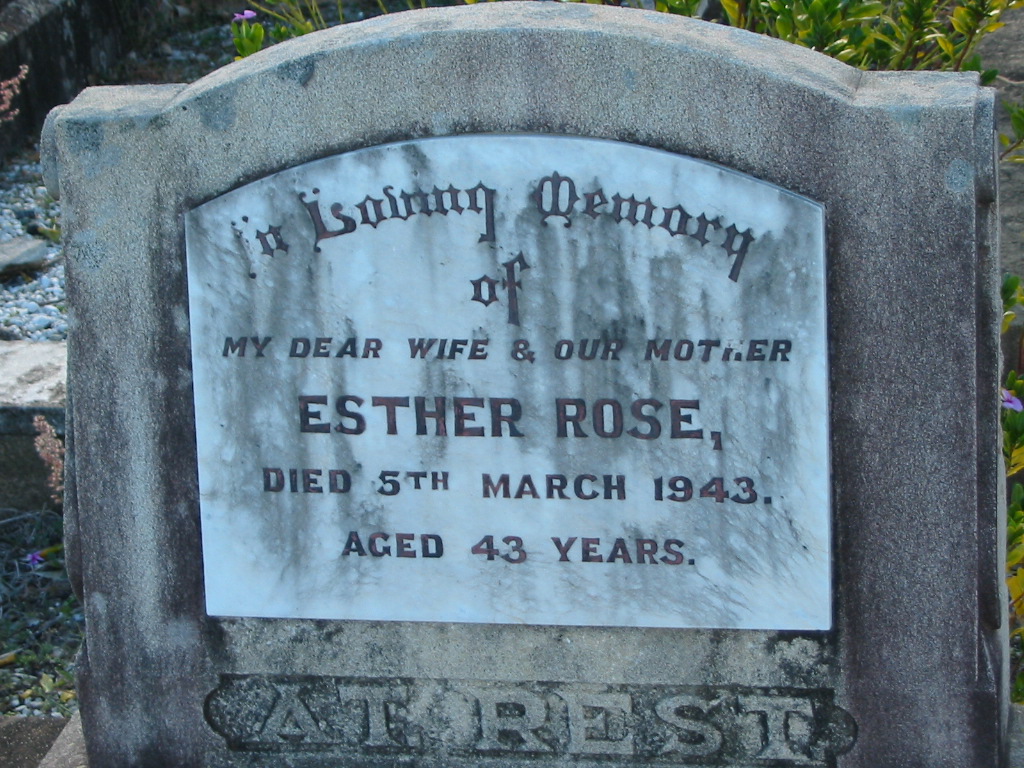 In Loving Memory
of
MY DEAR WIFE & OUR MOTHER
ESTHER ROSE,
DIED 5TH MARCH 1943.
AGED 43 YEARS.
AT REST